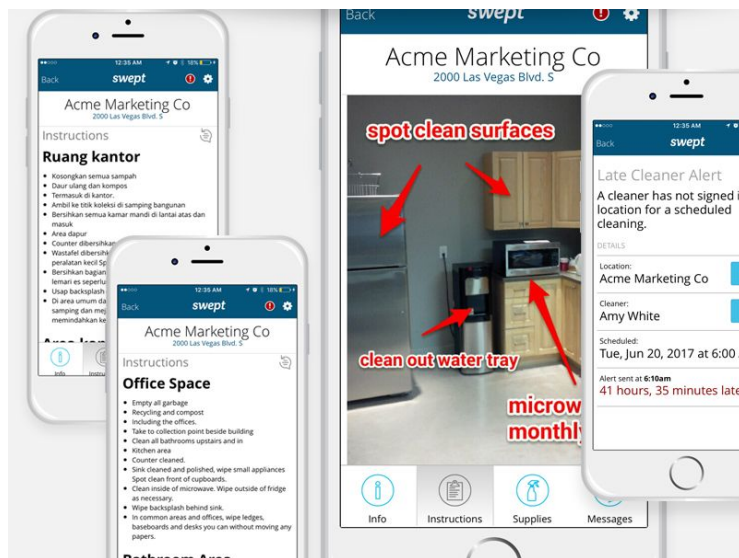 12:35 AM
18%
Back
swept
Acme Marketing Co
2000 Las Vegas Blvd. S
Instructions
Ruang kantor
Kosongkan semua sampah
Daur ulang dan kompos
Termasuk di kantor.
Ambil ke titik koleksi di samping bangunan
Bersihkan semua kamar mandi di lantai atas dan
masuk
Area dapur
Counter dibersihkan
Wastafel dibersihkan
peralatan kecil
Bersihkan bagian
lemari es seperlu
Usap backsplash
Di area umum da
samping dan me
memindahkan ke
Info
12:35 AM
18%
Back
swept
Acme Marketing Co
2000 Las Vegas Blvd. S
Instructions
Office Space
Empty all garbage
Recycling and compost
Including the offices.
Take to collection point beside building
Clean all bathrooms upstairs and in
Kitchen area
Counter cleaned.
Sink cleaned and polished, wipe small appliances
Spot clean front of cupboards.
Clean inside of microwave. Wipe outside of fridge
as necessary.
Wipe backsplash behind sink.
In common areas and offices, wipe ledges,
baseboards and desks you can without moving any
papers.
Bathroom Area
Back
swept
Acme Marketing Co
2000 Las Vegas Blvd. S
spot clean surfaces
clean out water tray
microw
monthly
Info
Instructions
Supplies
Messages
12:35 AM
Back
swept
Late Cleaner Alert
A cleaner has not signed i
location for a scheduled
cleaning.
DETAILS
Location:
Acme Marketing Co
Cleaner:
Amy White
Scheduled:
Tue, Jun 20, 2017 at 6:00
Alert sent at 6:10am
41 hours, 35 minutes late